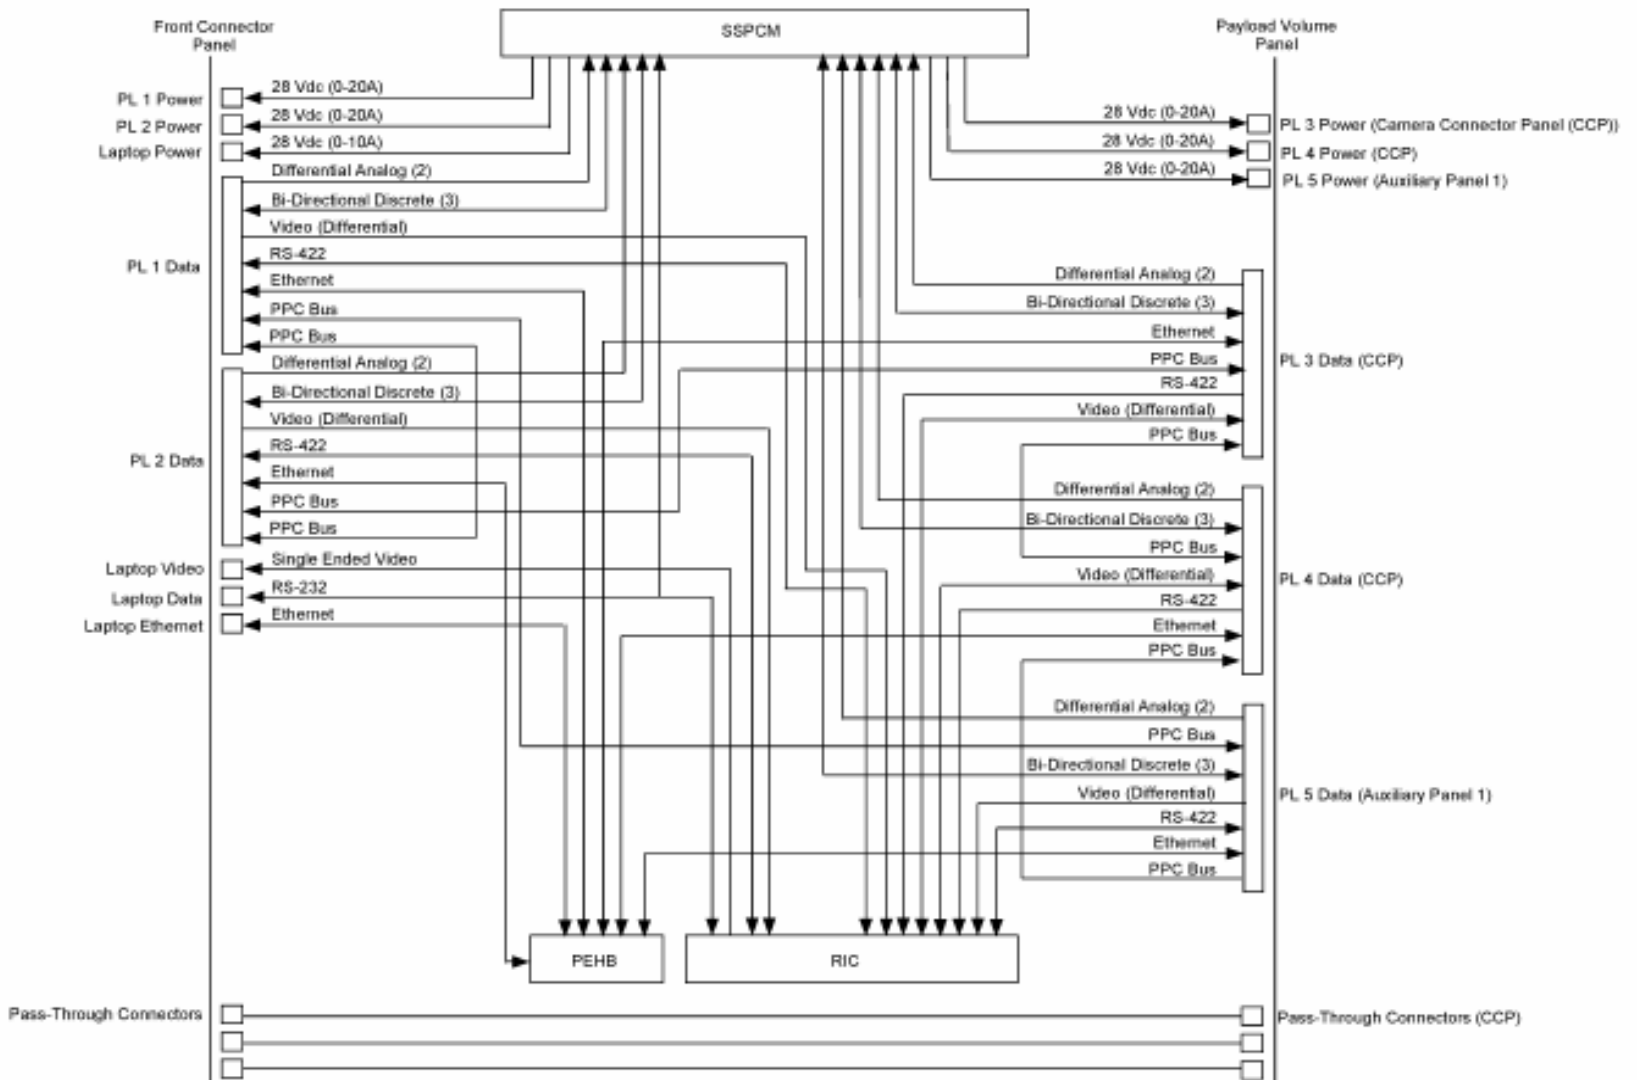 Front Connector
Panel
SSPCM
Payload Volume
Panel
PL 1 Power
28 Vdc (0-20A)
PL 2 Power
28 Vdc (0-20A)
Laptop Power
28 Vdc (0-10A)
28 Vdc (0-20A)
PL 3 Power (Camera Connector Panel (CCP))
28 Vdc (0-20A)
PL 4 Power (CCP)
28 Vdc (0-20A)
PL 5 Power (Auxiliary Panel 1)
PL 1 Data
Differential Analog (2)
Bi-Directional Discrete (3)
Video (Differential)
RS-422
Ethernet
PPC Bus
PPC Bus
PL 2 Data
Differential Analog (2)
Bi-Directional Discrete (3)
Video (Differential)
RS-422
Ethernet
PPC Bus
PPC Bus
Laptop Video
Single Ended Video
Laptop Data
RS-232
Laptop Ethernet
Ethernet
Differential Analog (2)
Bi-Directional Discrete (3)
Ethernet
PPC Bus
RS-422
Video (Differential)
PPC Bus
PL 3 Data (CCP)
Differential Analog (2)
Bi-Directional Discrete (3)
PPC Bus
Video (Differential)
RS-422
Ethernet
PPC Bus
PL 4 Data (CCP)
Differential Analog (2)
PPC Bus
Bi-Directional Discrete (3)
Video (Differential)
RS-422
Ethernet
PPC Bus
PL 5 Data (Auxiliary Panel 1)
PEHB
RIC
Pass-Through Connectors
Pass-Through Connectors (CCP)